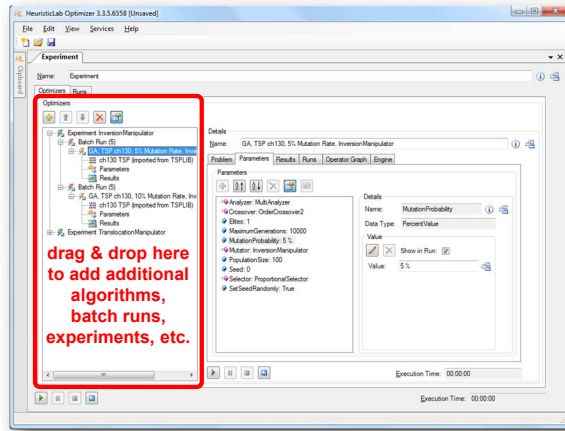 HeuristicLab Optimizer 3.3.5.6558 [Unsaved]
File Edit View Services Help
Experiment
Clipboard
Name: Experiment
Optimizers Runs
Optimizers
Experiment InversionManipulator
Batch Run (5)
GA, TSP ch130, 5% Mutation Rate, Inve
ch130 TSP (imported from TSPLIB)
Parameters
Results
Batch Run (5)
GA, TSP ch130, 10% Mutation Rate, Inv
ch130 TSP (imported from TSPLIB)
Parameters
Results
Experiment TranslocationManipulator
drag & drop here
to add additional
algorithms,
batch runs,
experiments, etc.
Details
Name: GA, TSP ch130, 5% Mutation Rate, InversionManipulator
Problem Parameters Results Runs Operator Graph Engine
Parameters
Analyzer: MultiAnalyzer
Crossover: OrderCrossover2
Elites: 1
MaximumGenerations: 10000
MutationProbability: 5 %
Mutator: InversionManipulator
PopulationSize: 100
Seed: 0
Selector: ProportionalSelector
SetSeedRandomly: True
Details
Name: MutationProbability
Data Type: PercentValue
Value
Show in Run:
Value: 5 %
Execution Time: 00:00:00
Execution Time: 00:00:00